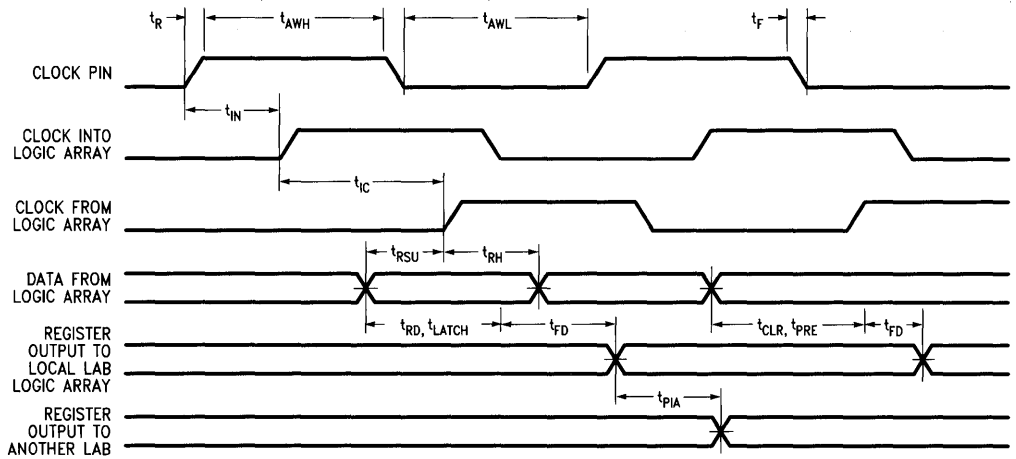 tR
tAWH
tAWL
tF
CLOCK PIN
tIN
CLOCK INTO
LOGIC ARRAY
tIC
CLOCK FROM
LOGIC ARRAY
tRSU
tRH
DATA FROM
LOGIC ARRAY
tRD, tLATCH
tFD
tCLR, tPRE
tFD
REGISTER
OUTPUT TO
LOCAL LAB
LOGIC ARRAY
tPIA
REGISTER
OUTPUT TO
ANOTHER LAB